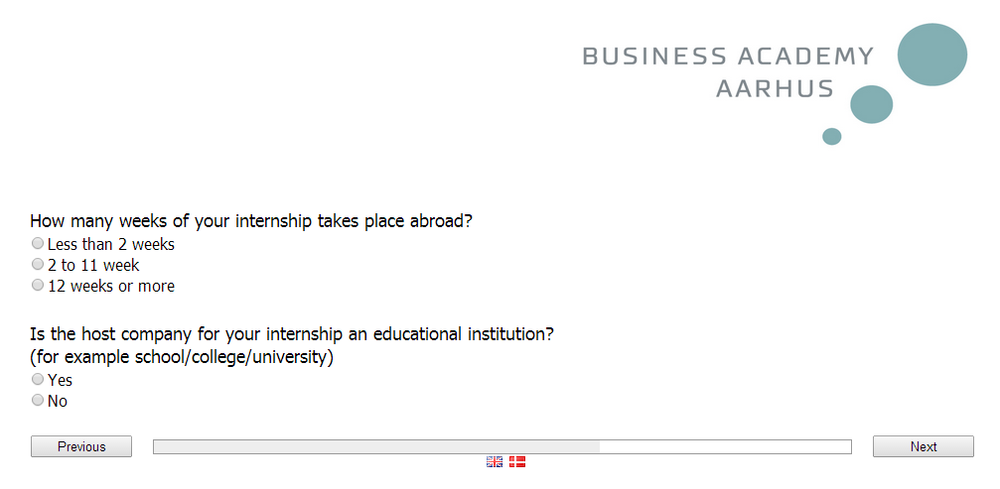 BUSINESS ACADEMY
AARHUS
How many weeks of your internship takes place abroad?
Less than 2 weeks
2 to 11 week
12 weeks or more
Is the host company for your internship an educational institution?
(for example school/college/university)
Yes
No
Previous
Next